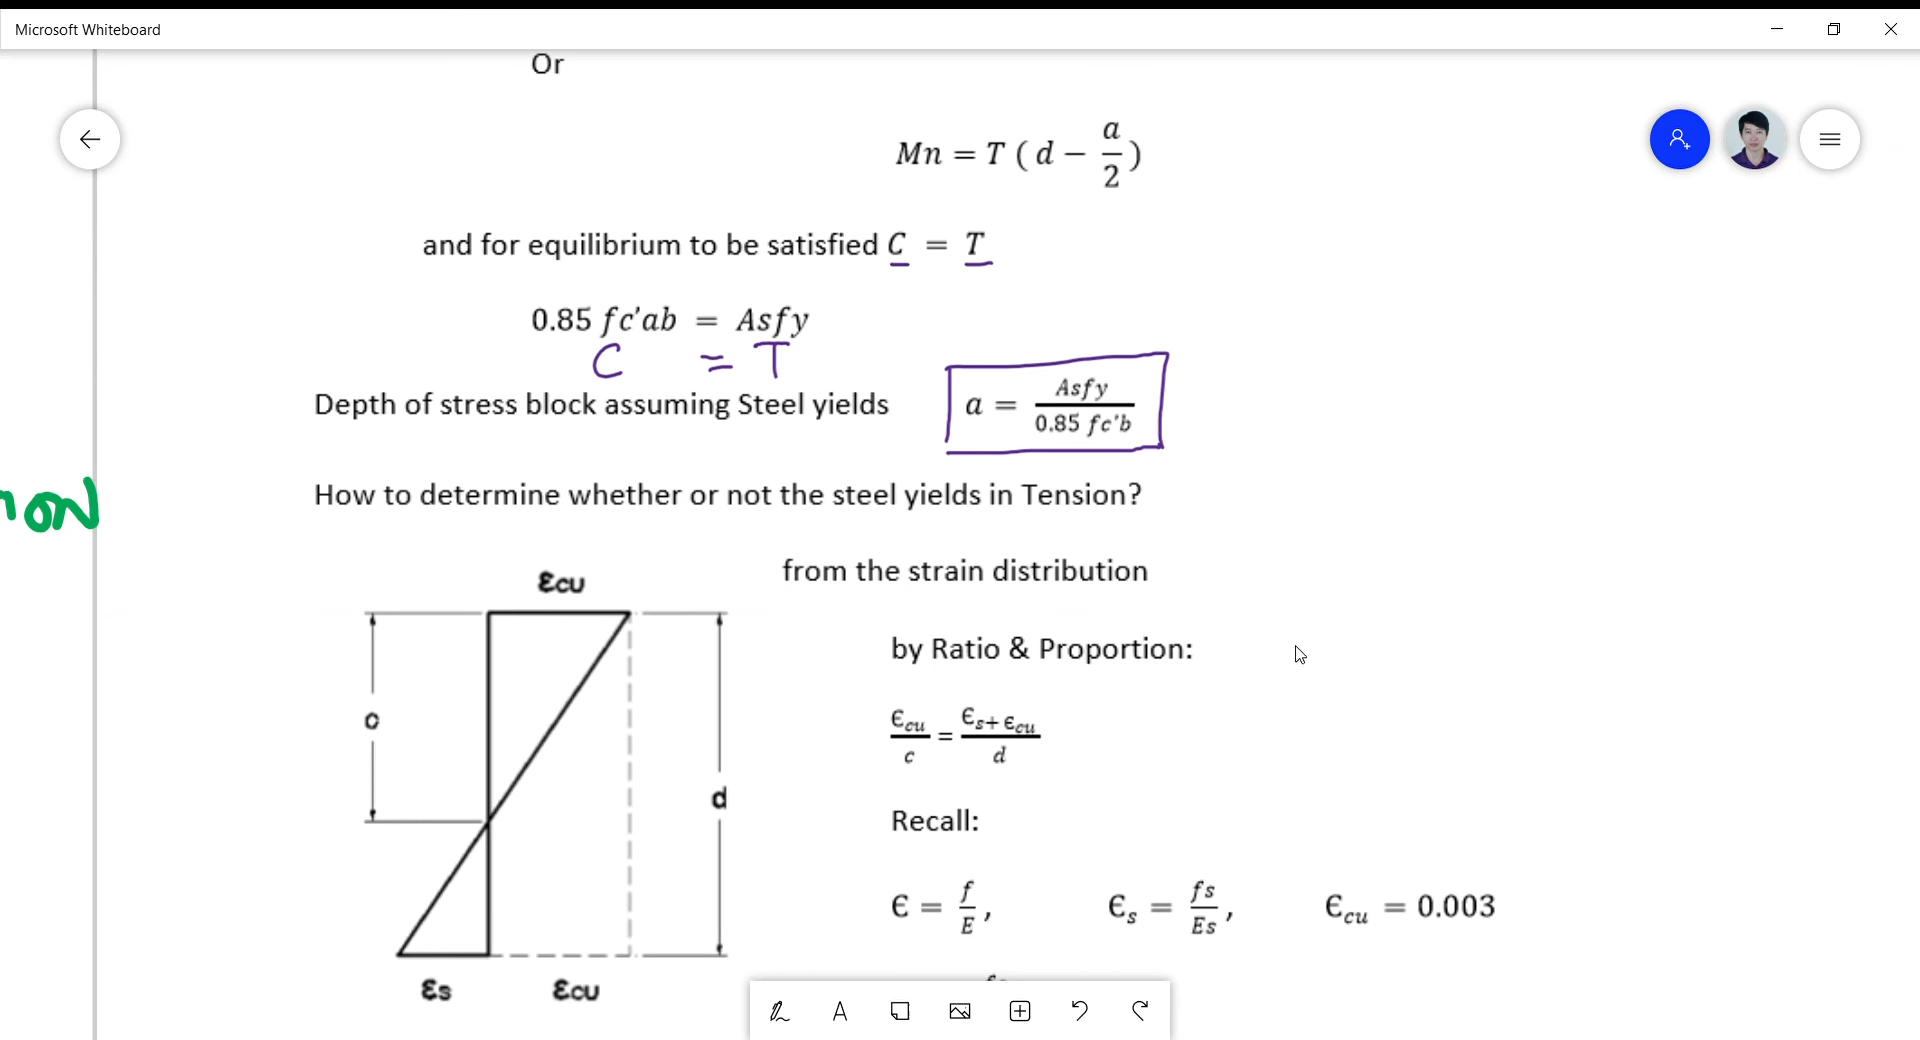 Microsoft Whiteboard
Or
Mn = T ( d − a/2 )
and for equilibrium to be satisfied C = T
0.85 fc'ab = Asfy
C = T
Depth of stress block assuming Steel yields
a = Asfy / 0.85 fc'b
How to determine whether or not the steel yields in Tension?
ON
from the strain distribution
εcu
by Ratio & Proportion:
c
ϵcu / c = ϵs+ ϵcu / d
d
Recall:
ϵ = f/E ,   ϵs = fs/Es ,   ϵcu = 0.003
εs εcu